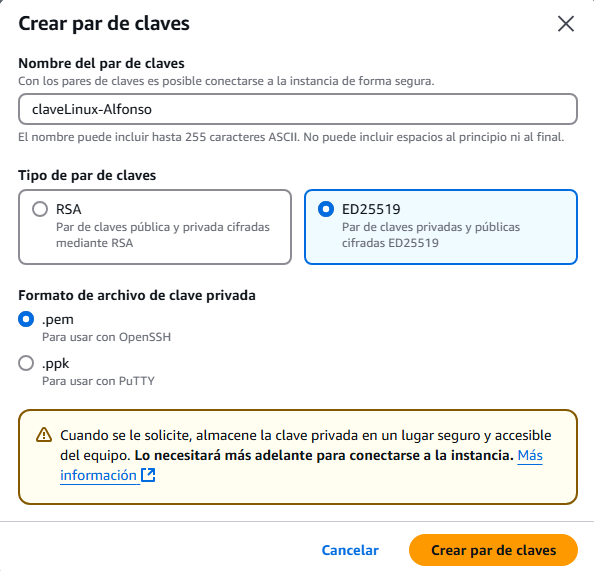 Crear par de claves
Nombre del par de claves
Con los pares de claves es posible conectarse a la instancia de forma segura.
claveLinux-Alfonso
El nombre puede incluir hasta 255 caracteres ASCII. No puede incluir espacios al principio ni al final.
Tipo de par de claves
RSA
Par de claves pública y privada cifradas
mediante RSA
ED25519
Par de claves privadas y públicas
cifradas ED25519
Formato de archivo de clave privada
.pem
Para usar con OpenSSH
.ppk
Para usar con PuTTY
Cuando se le solicite, almacene la clave privada en un lugar seguro y accesible
del equipo. Lo necesitará más adelante para conectarse a la instancia. Más
información
Cancelar
Crear par de claves